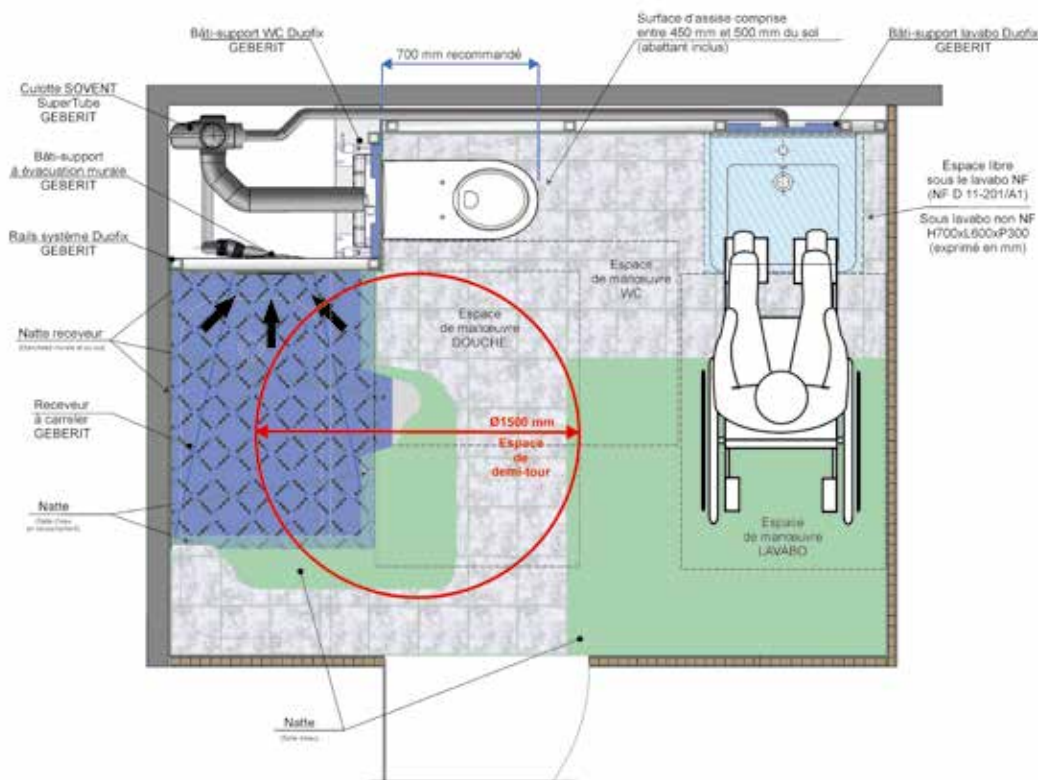 Bâti-support WC Duofix
GEBERIT
700 mm recommandé
Surface d'assise comprise
entre 450 mm et 500 mm du sol
(abattant inclus)
Bâti-support lavabo Duofix
GEBERIT
Culotte SOVENT
SuperTube
GEBERIT
Bâti-support
à évacuation murale
GEBERIT
Rails système Duofix
GEBERIT
Espace libre
sous le lavabo NF
(NF D 11-201/A1)
Sous lavabo non NF
H700xL600xP300
(exprimé en mm)
Espace
de manœuvre
WC
Espace
de manœuvre
DOUCHE
Natte receveur
Receveur
à carreler
GEBERIT
Ø1500 mm
Espace
de
demi-tour
Natte
Espace
de manœuvre
LAVABO
Natte